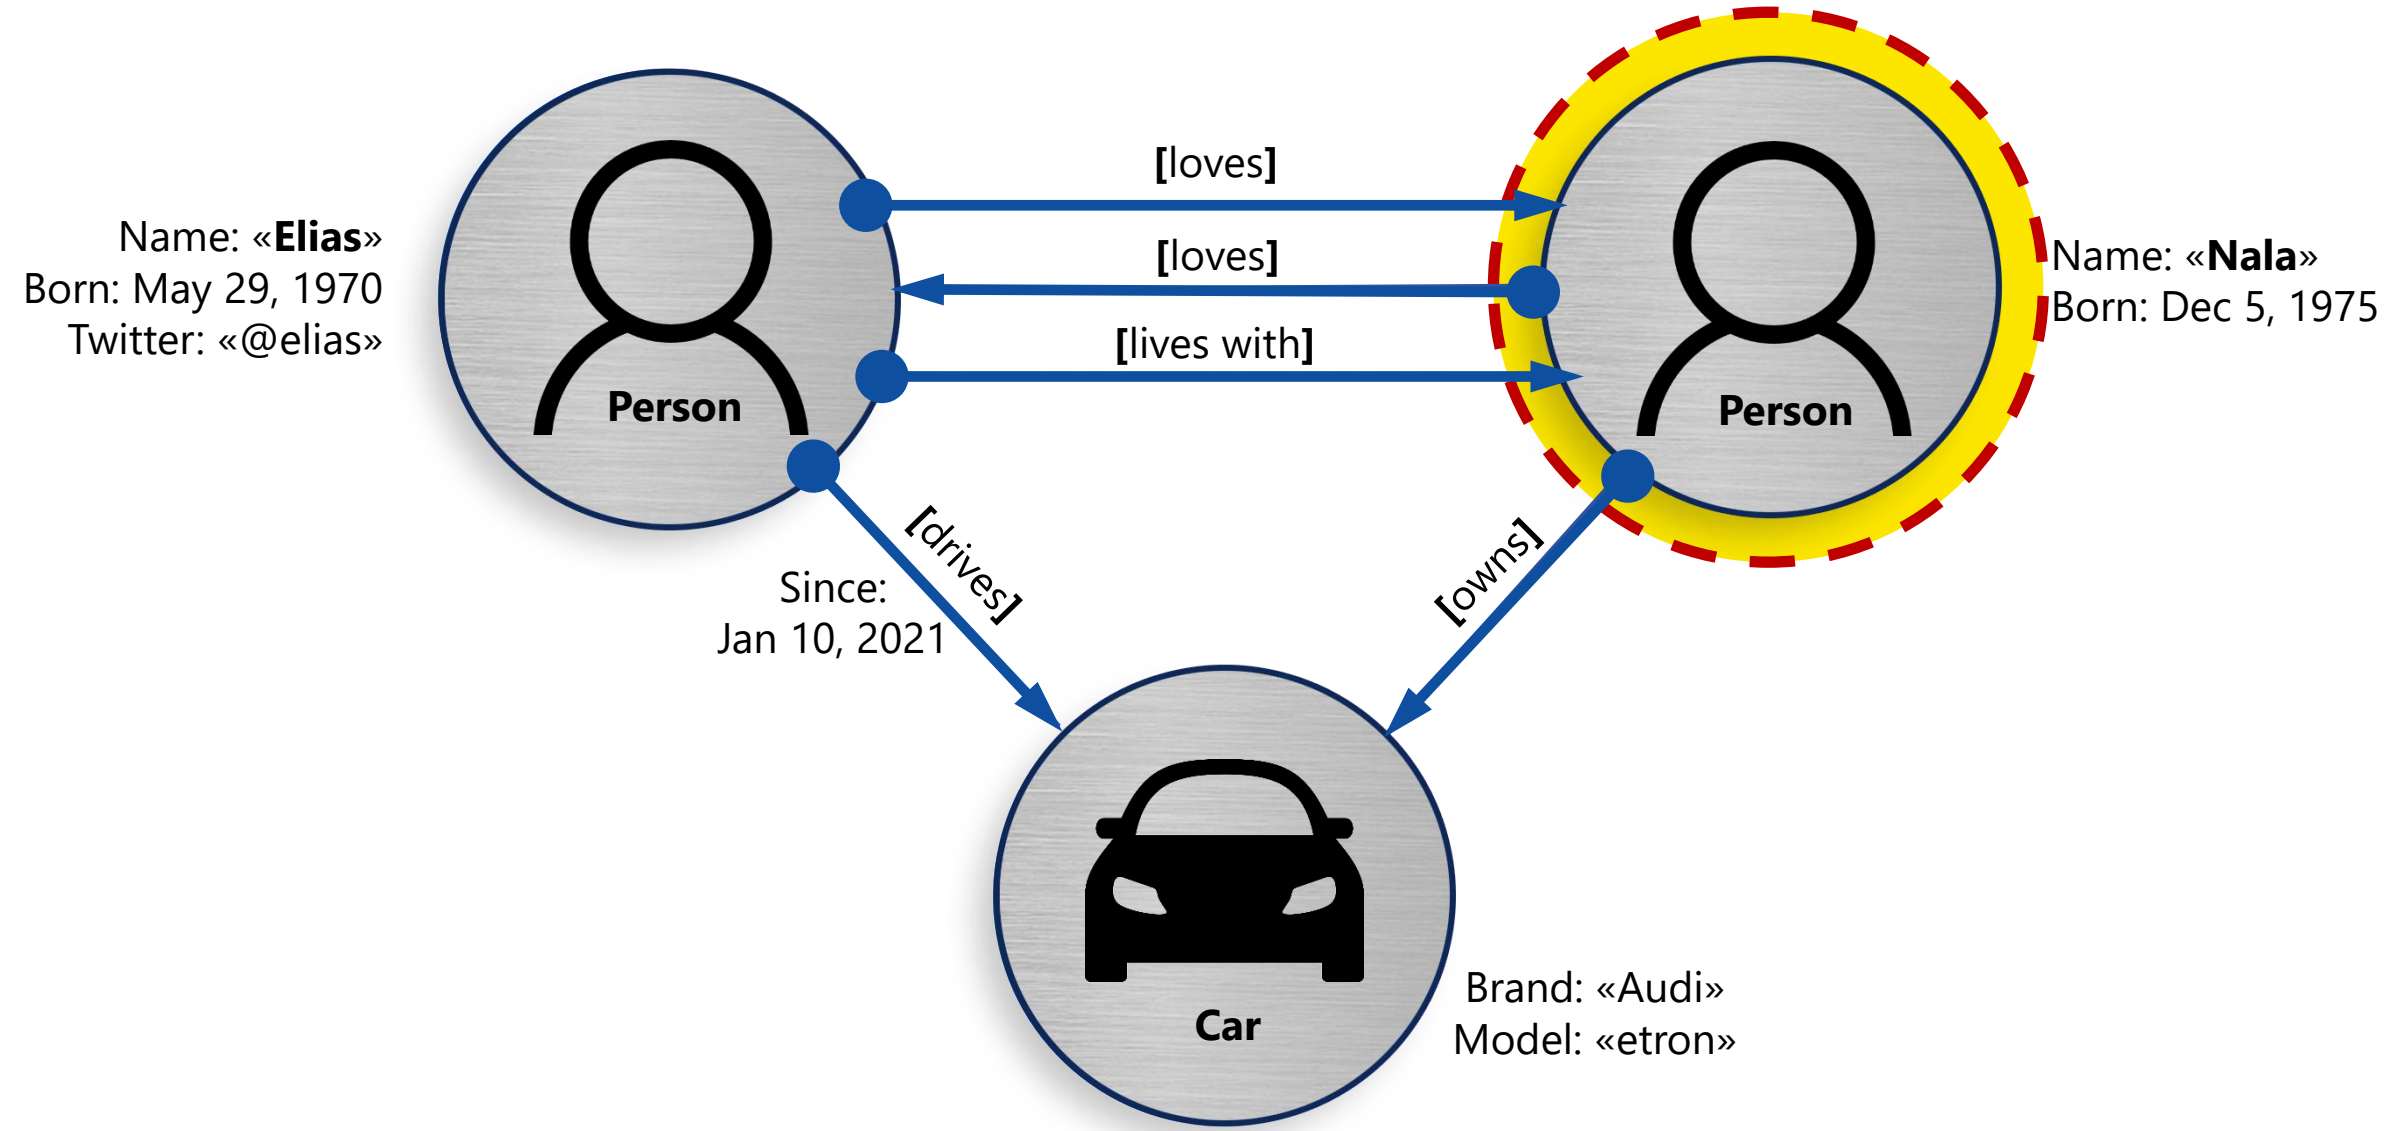 [loves]
Name: «Elias»
Born: May 29, 1970
Twitter: «@elias»
[loves]
Name: «Nala»
Born: Dec 5, 1975
[lives with]
Person
Person
[drives]
[owns]
Since:
Jan 10, 2021
Car
Brand: «Audi»
Model: «etron»